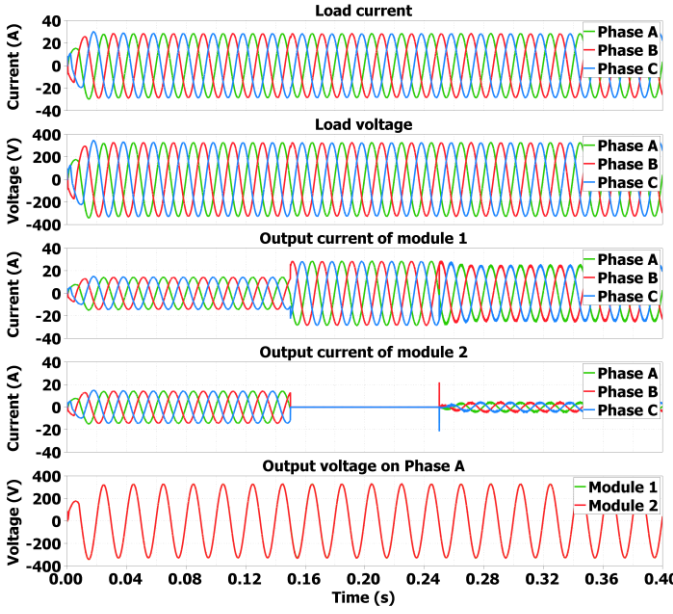 Load current
Current (A)
40
20
0
-20
-40
Phase A
Phase B
Phase C
Load voltage
Voltage (V)
400
200
0
-200
-400
Phase A
Phase B
Phase C
Output current of module 1
Current (A)
40
20
0
-20
-40
Phase A
Phase B
Phase C
Output current of module 2
Current (A)
40
20
0
-20
-40
Phase A
Phase B
Phase C
Output voltage on Phase A
Voltage (V)
400
200
0
-200
-400
Module 1
Module 2
0.00 0.04 0.08 0.12 0.16 0.20 0.24 0.28 0.32 0.36 0.40
Time (s)